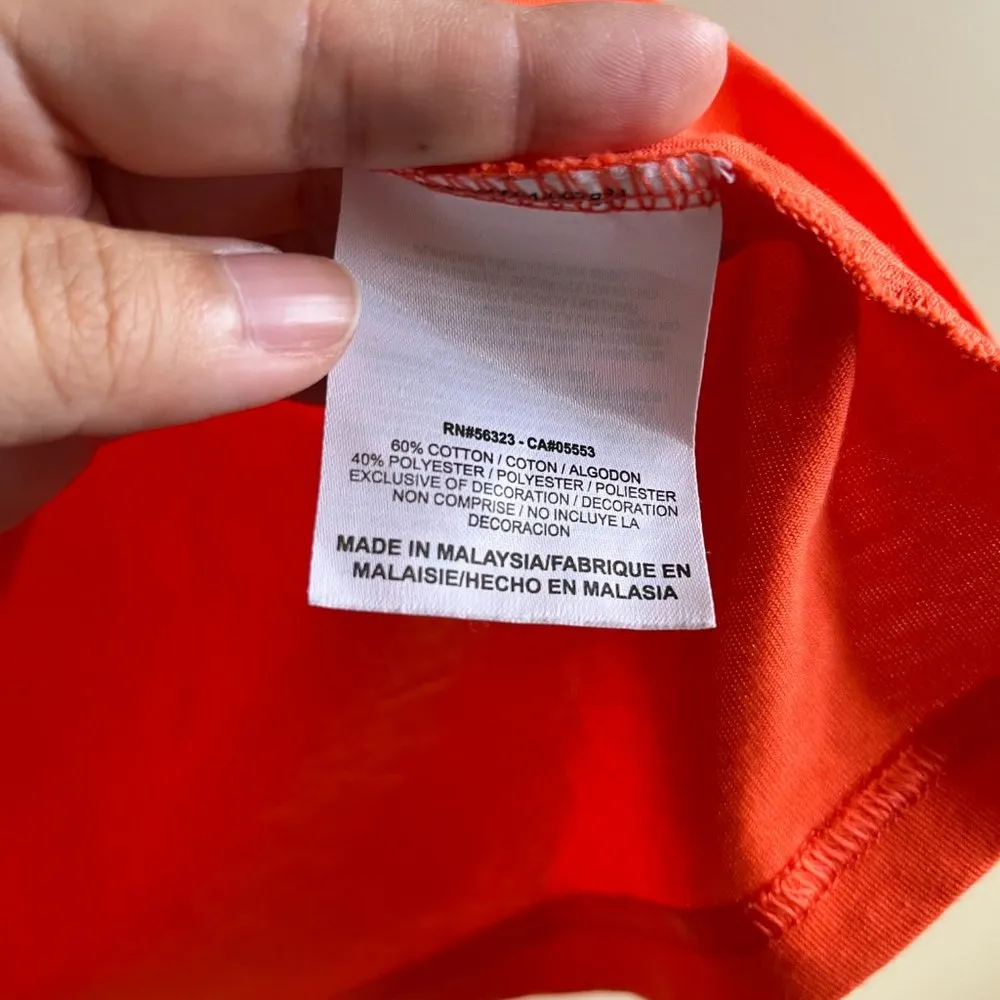 RN#56323 - CA#05553
60% COTTON / COTON / ALGODON
40% POLYESTER / POLYESTER / POLIESTER
EXCLUSIVE OF DECORATION / DECORATION
NON COMPRISE / NO INCLUYE LA
DECORACION
MADE IN MALAYSIA/FABRIQUE EN
MALAISIE/HECHO EN MALASIA